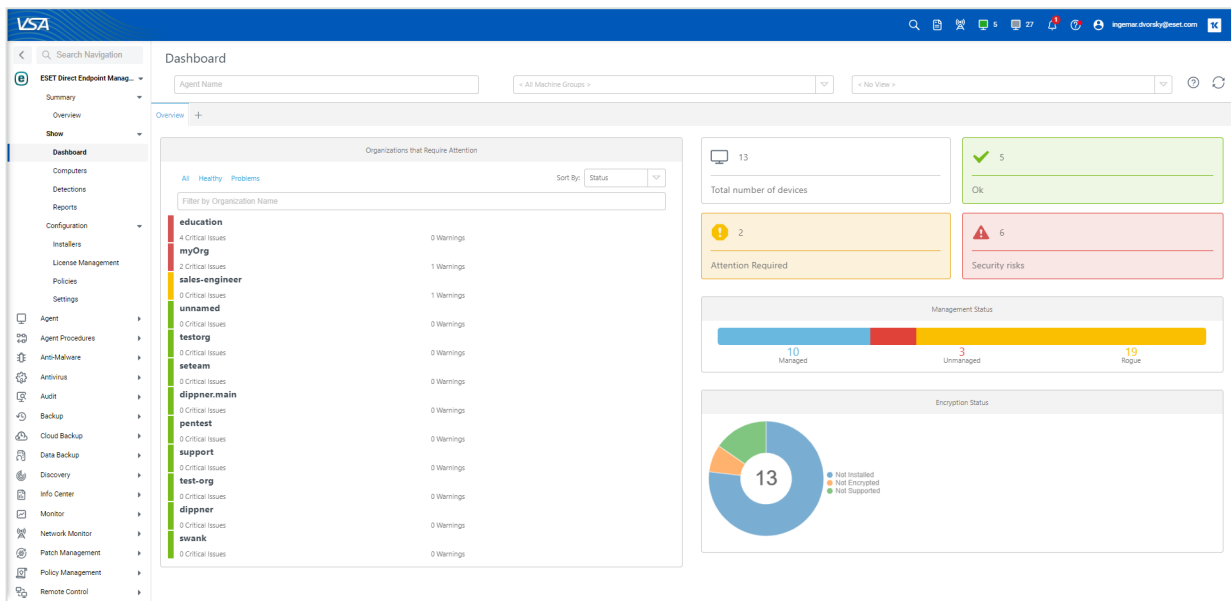 VSA
5
27
1
ingemar.dvorsky@eset.com
Search Navigation
ESET Direct Endpoint Manag...
Summary
Overview
Show
Dashboard
Computers
Detections
Reports
Configuration
Installers
License Management
Policies
Settings
Agent
Agent Procedures
Anti-Malware
Antivirus
Audit
Backup
Cloud Backup
Data Backup
Discovery
Info Center
Monitor
Network Monitor
Patch Management
Policy Management
Remote Control
Dashboard
Agent Name
< All Machine Groups >
< No View >
Overview
Organizations that Require Attention
All Healthy Problems
Sort By: Status
Filter by Organization Name
education
4 Critical Issues 0 Warnings
myOrg
2 Critical Issues 1 Warnings
sales-engineer
0 Critical Issues 1 Warnings
unnamed
0 Critical Issues 0 Warnings
testorg
0 Critical Issues 0 Warnings
seteam
0 Critical Issues 0 Warnings
dippner.main
0 Critical Issues 0 Warnings
pentest
0 Critical Issues 0 Warnings
support
0 Critical Issues 0 Warnings
test-org
0 Critical Issues 0 Warnings
dippner
0 Critical Issues 0 Warnings
swank
0 Critical Issues 0 Warnings
13
Total number of devices
5
Ok
2
Attention Required
6
Security risks
Management Status
10 3 19
Managed Unmanaged Rogue
Encryption Status
13
Not Installed
Not Encrypted
Not Supported